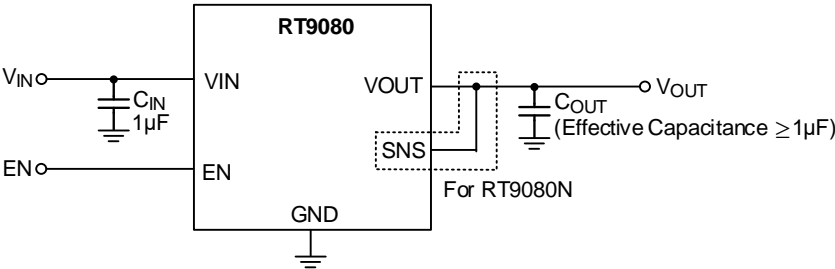 RT9080
VIN
VIN
CIN
1µF
EN
EN
GND
VOUT
SNS
For RT9080N
VOUT
COUT
(Effective Capacitance ≥1µF)